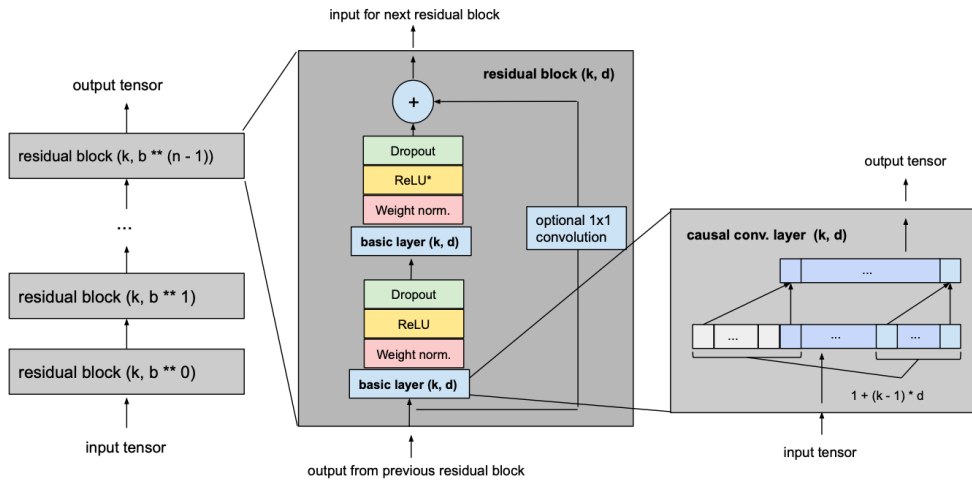 output tensor
residual block (k, b ** (n - 1))
...
residual block (k, b ** 1)
residual block (k, b ** 0)
input tensor
input for next residual block
residual block (k, d)
+
Dropout
ReLU*
Weight norm.
basic layer (k, d)
optional 1x1
convolution
Dropout
ReLU
Weight norm.
basic layer (k, d)
output from previous residual block
output tensor
causal conv. layer (k, d)
...
... ... ...
1 + (k - 1) * d
input tensor